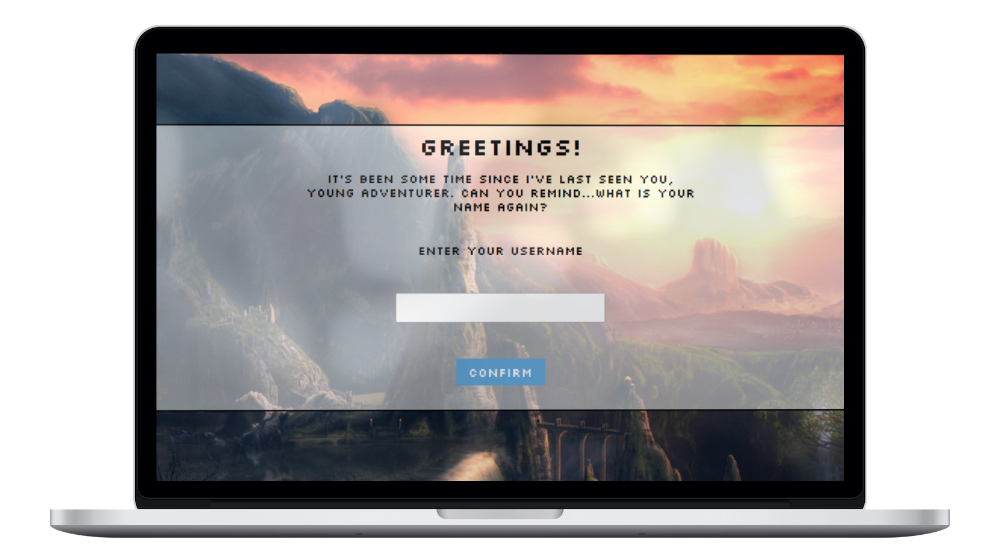 GREETINGS!
IT'S BEEN SOME TIME SINCE I'VE LAST SEEN YOU,
YOUNG ADVENTURER. CAN YOU REMIND...WHAT IS YOUR
NAME AGAIN?
ENTER YOUR USERNAME
CONFIRM